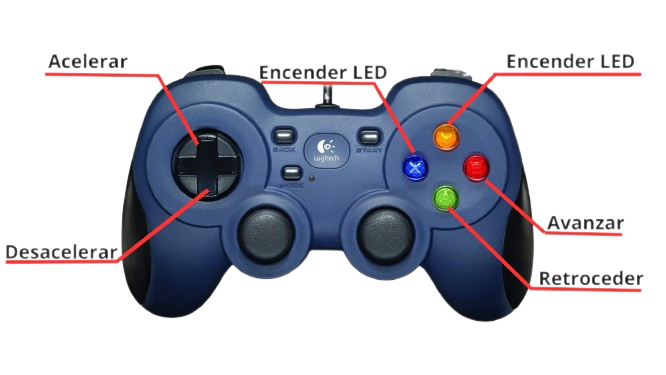 Acelerar
Encender LED
Encender LED
BACK
Logitech
START
MODE
X
Y
B
A
Avanzar
Desacelerar
Retroceder